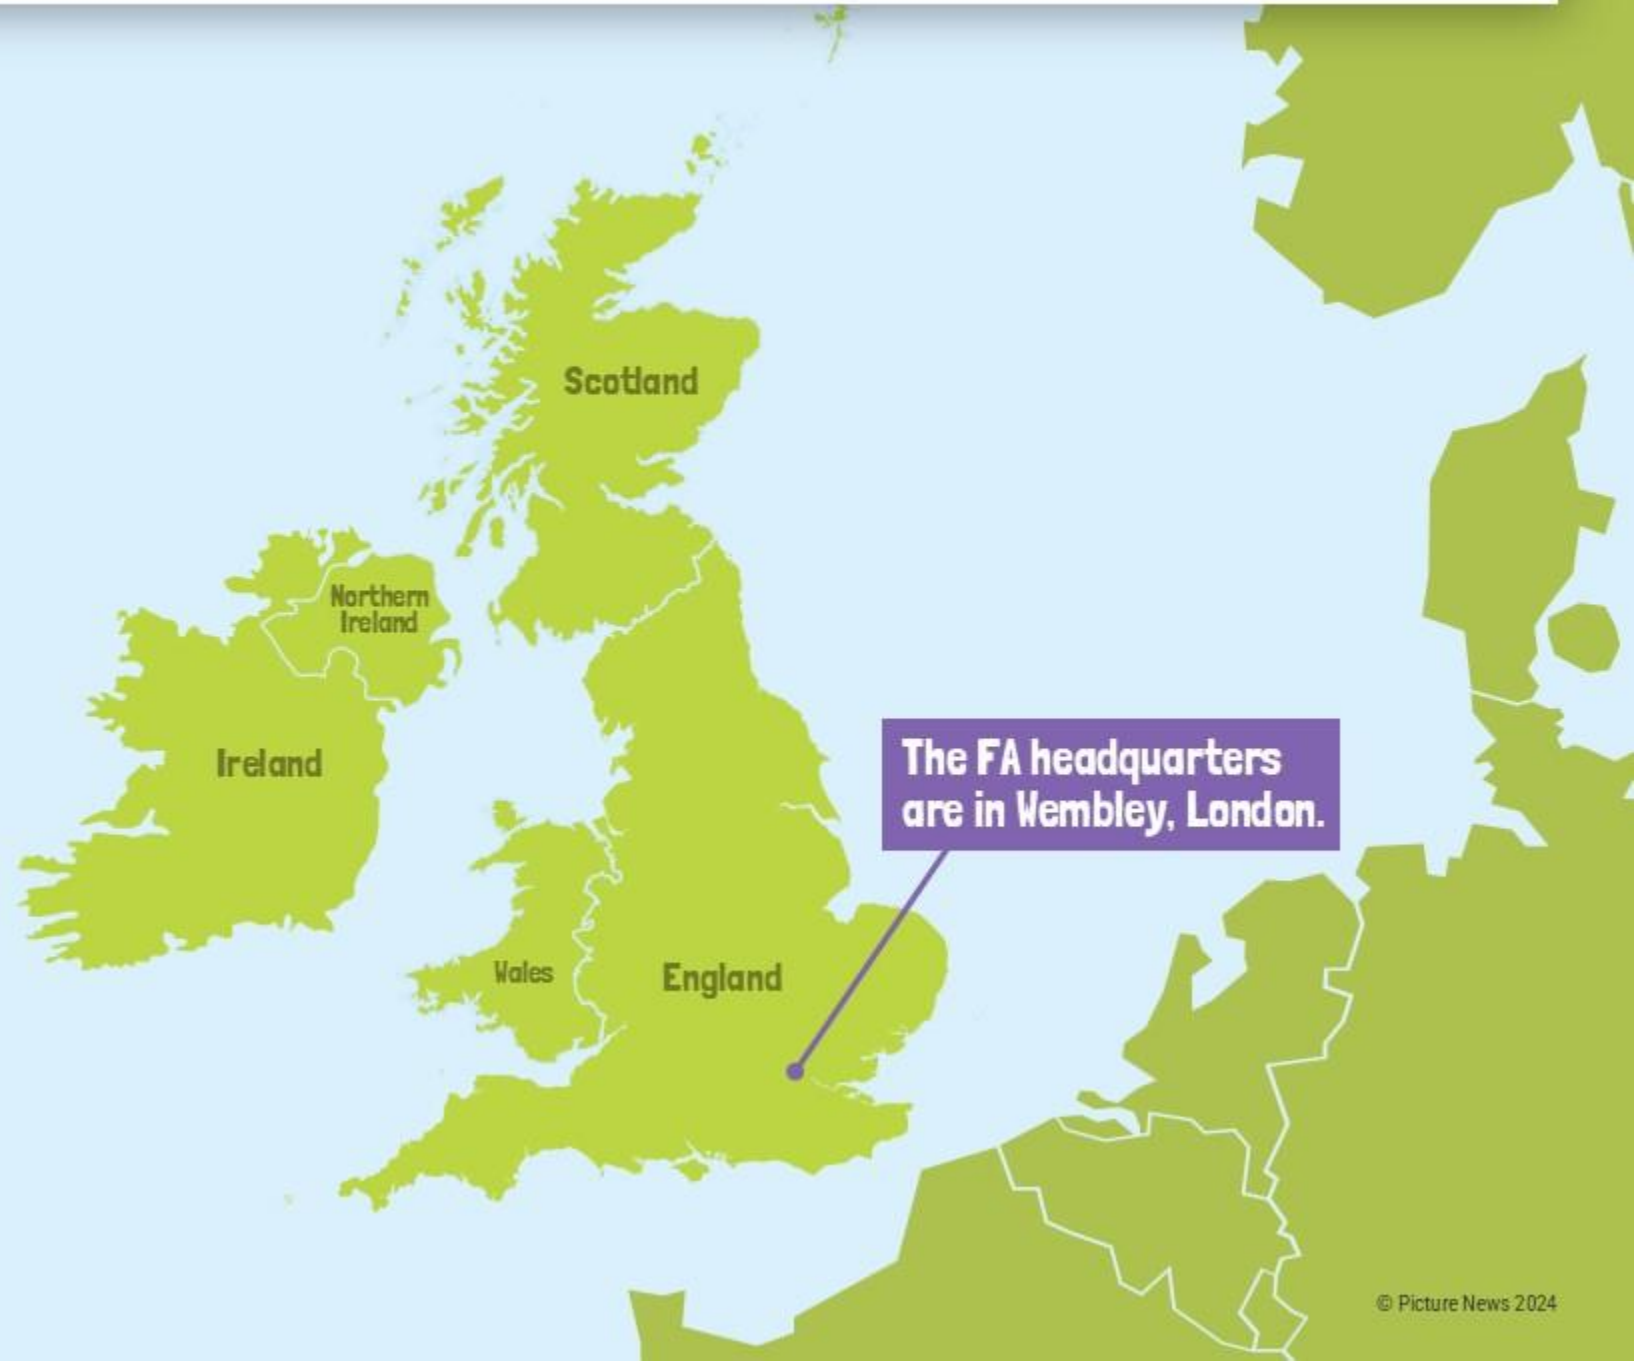 Scotland
Northern
Ireland
Ireland
The FA headquarters
are in Wembley, London.
Wales
England
© Picture News 2024